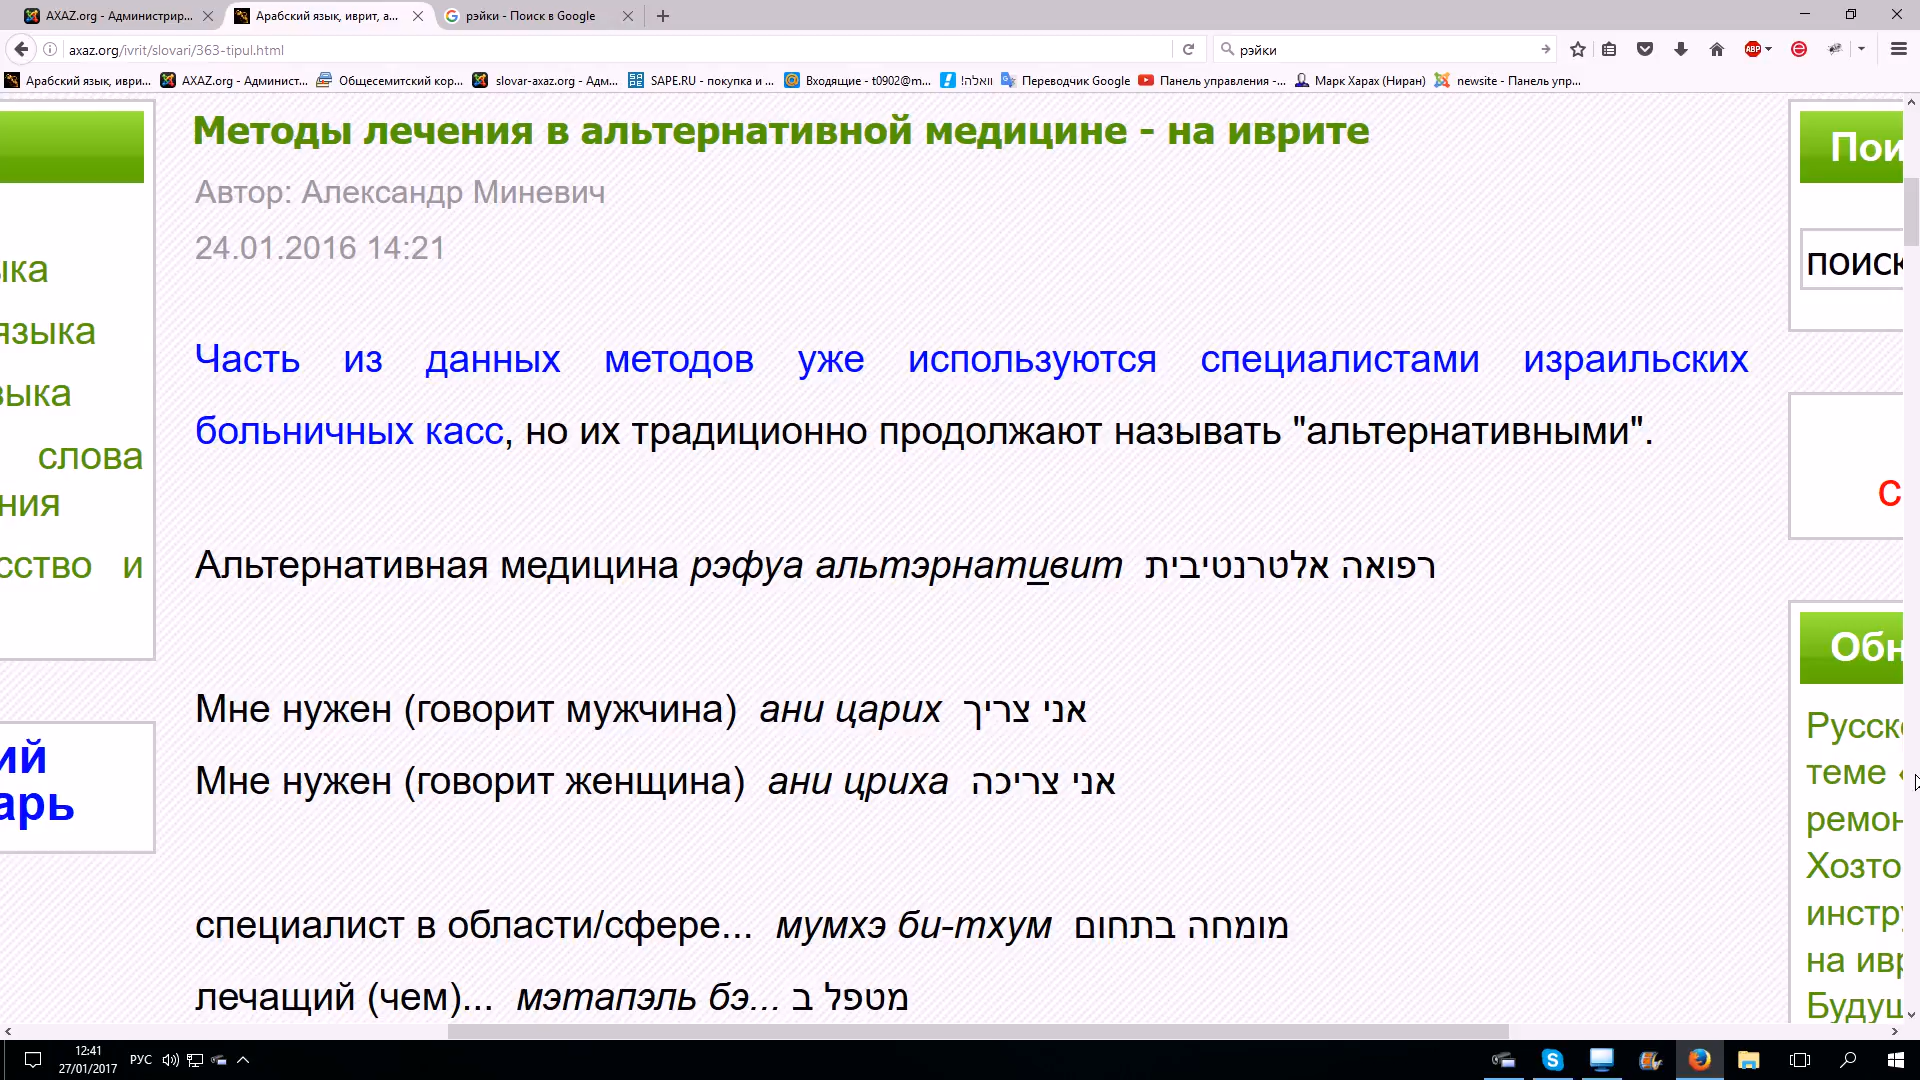 AXAZ.org - Администрир...
Арабский язык, иврит, а...
рэйки - Поиск в Google
axaz.org/ivrit/slovari/363-tipul.html
рэйки
ABP
Арабский язык, иври...
AXAZ.org - Админист...
Общесемитский кор...
slovar-axaz.org - Адм...
SAPE.RU - покупка и ...
Входящие - t0902@m...
וואלה!
Переводчик Google
Панель управления -...
Марк Харах (Ниран)
newsite - Панель упр...
Методы лечения в альтернативной медицине - на иврите
Автор: Александр Миневич
24.01.2016 14:21
Часть из данных методов уже используются специалистами израильских
больничных касс, но их традиционно продолжают называть "альтернативными".
Альтернативная медицина рэфуа альтэрнативит רפואה אלטרנטיבית
Мне нужен (говорит мужчина) ани царих אני צריך
Мне нужен (говорит женщина) ани цриха אני צריכה
специалист в области/сфере... мумхэ би-тхум מומחה בתחום
лечащий (чем)... мэтапэль бэ... מטפל ב
ыка
языка
зыка
слова
ния
сство и
ий
арь
Пои
поиск
с
Обн
Русско
теме «
ремон
Хозто
инстру
на ивр
Будущ
12:41
27/01/2017
РУС